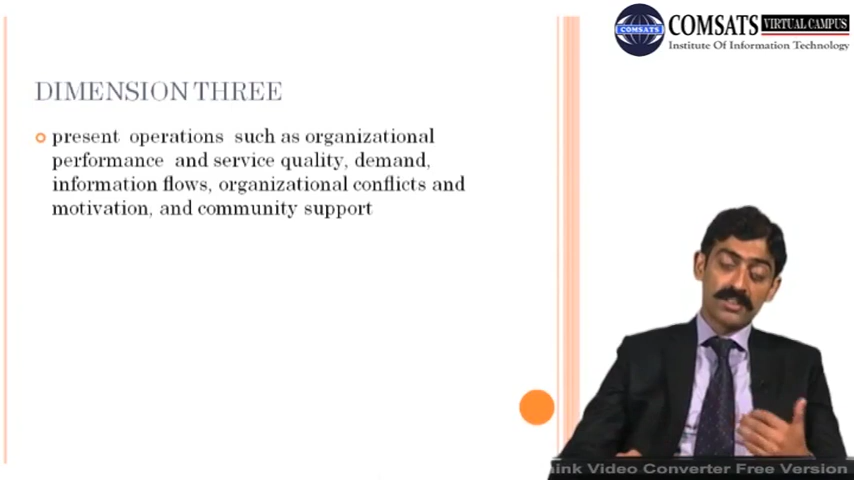 COMSATS VIRTUAL CAMPUS
COMSATS
Institute Of Information Technology
DIMENSION THREE
present operations such as organizational
performance and service quality, demand,
information flows, organizational conflicts and
motivation, and community support
Video Converter Free Version